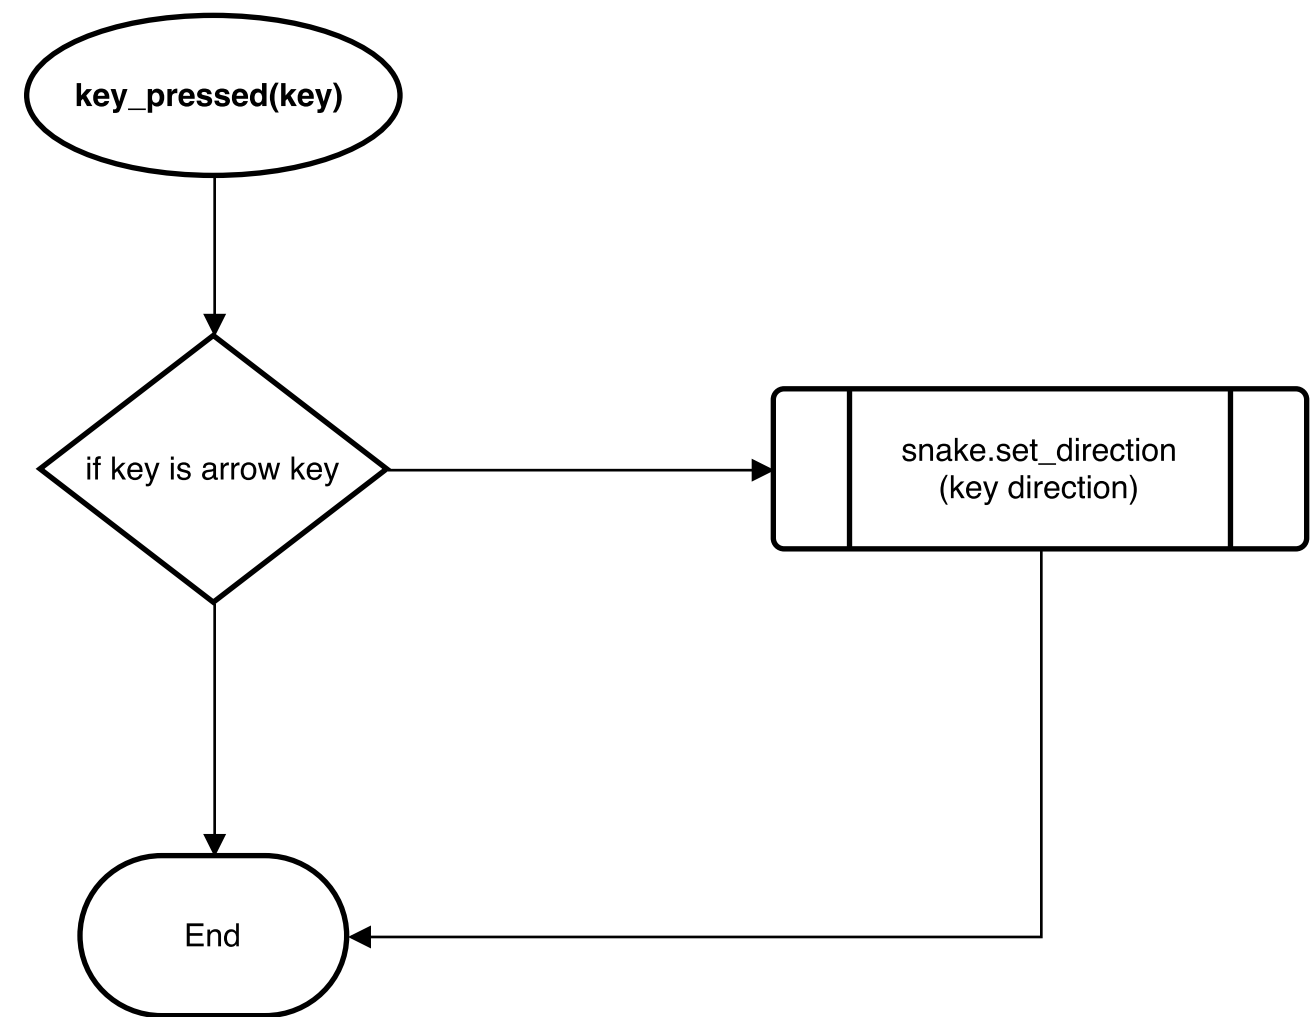 key_pressed(key)
if key is arrow key
snake.set_direction
(key direction)
End